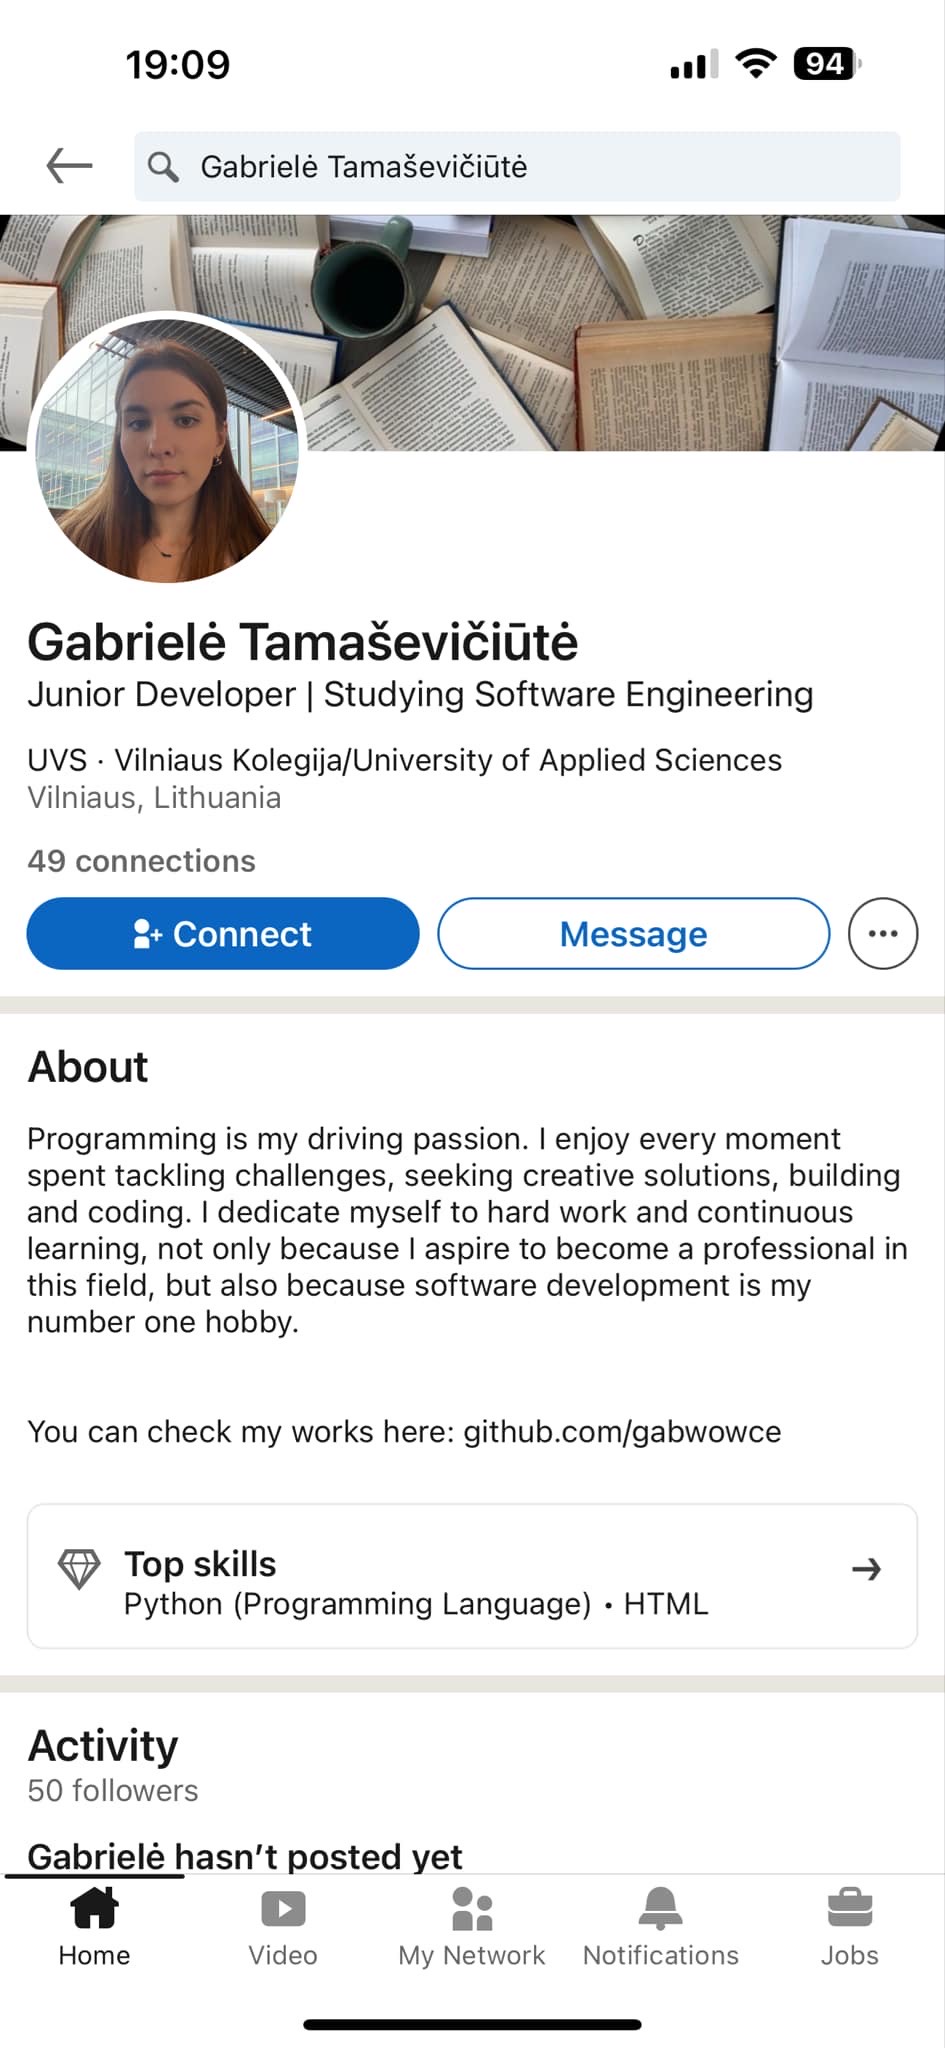 19:09
94
Gabrielė Tamaševičiūtė
Gabrielė Tamaševičiūtė
Junior Developer | Studying Software Engineering
UVS · Vilniaus Kolegija/University of Applied Sciences
Vilniaus, Lithuania
49 connections
Connect
Message
About
Programming is my driving passion. I enjoy every moment
spent tackling challenges, seeking creative solutions, building
and coding. I dedicate myself to hard work and continuous
learning, not only because I aspire to become a professional in
this field, but also because software development is my
number one hobby.
You can check my works here: github.com/gabwowce
Top skills
Python (Programming Language) • HTML
Activity
50 followers
Gabrielė hasn’t posted yet
Home
Video
My Network
Notifications
Jobs